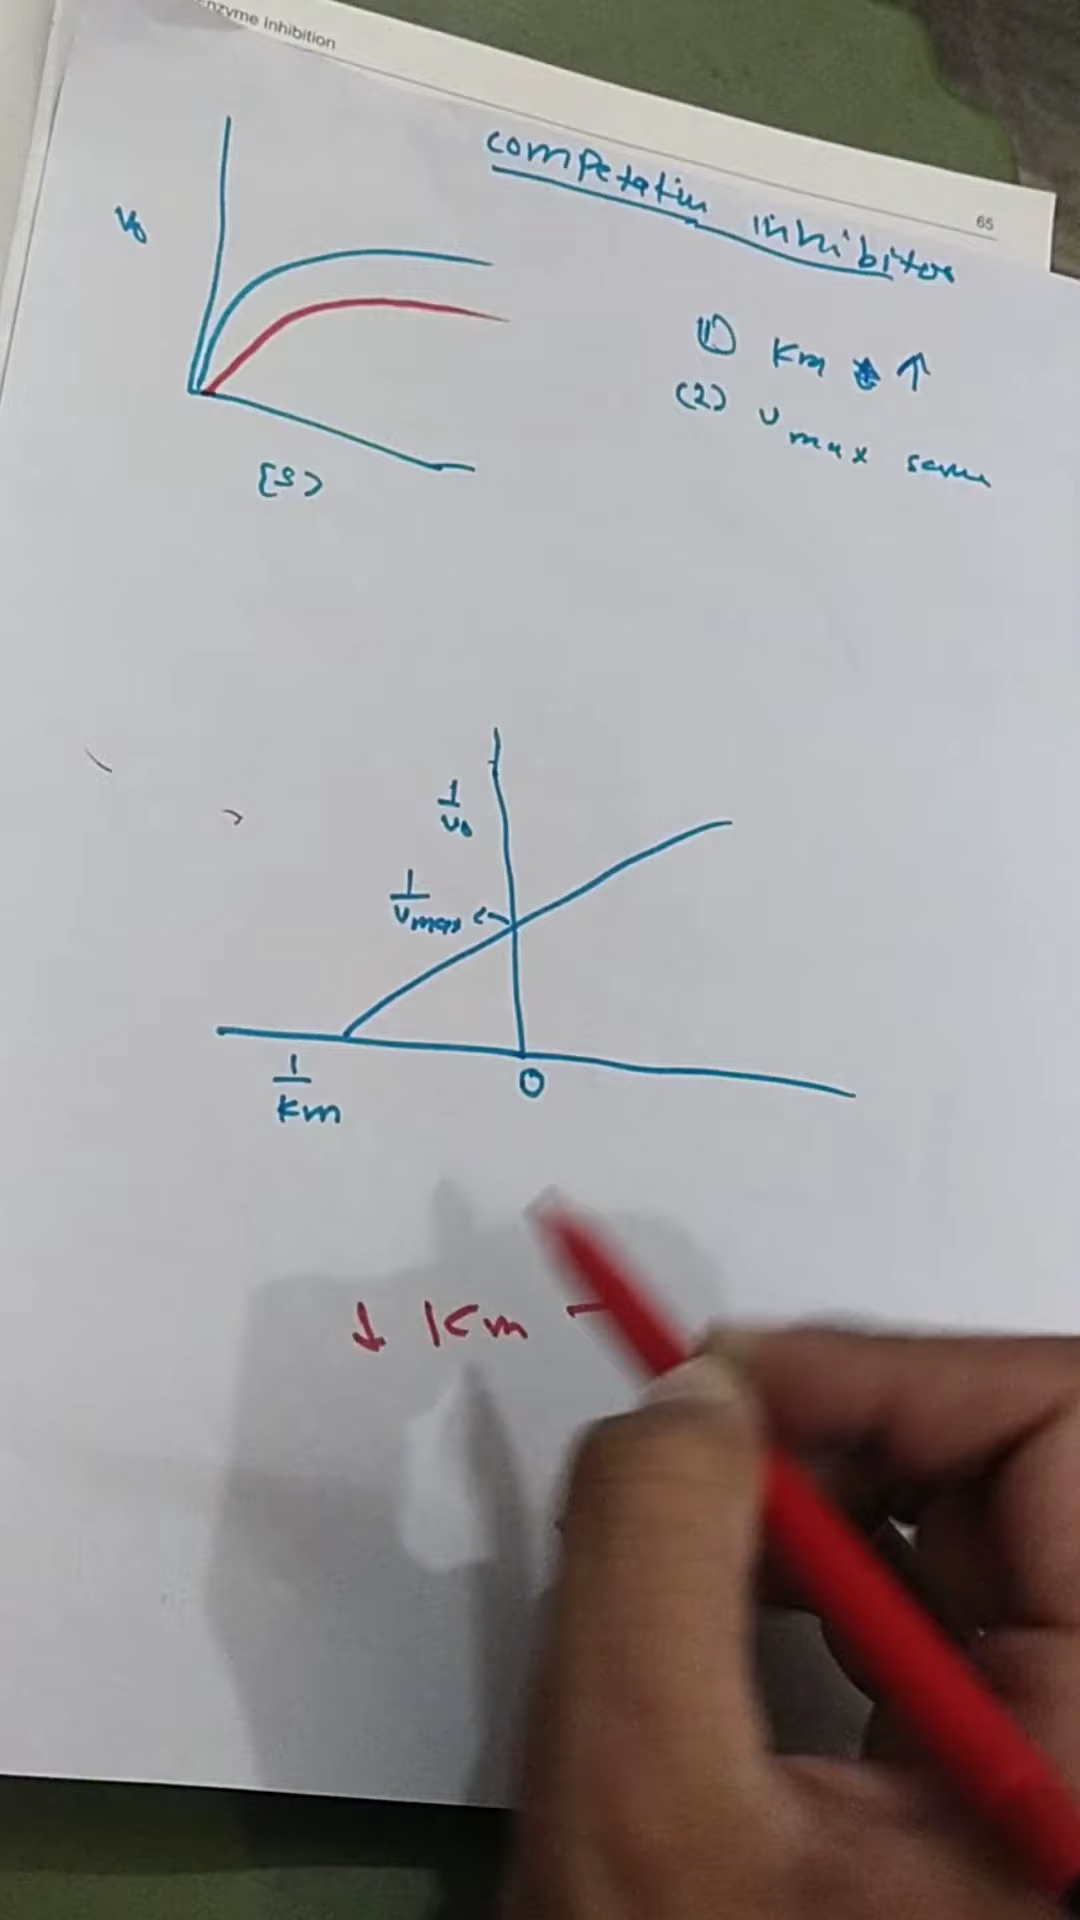 Enzyme Inhibition
65
competatin inhibitor
V₀
[S]
① Km ↑
(2) Vmax same
1/V₀
1/Vmax
1/Km
0
↓ Km